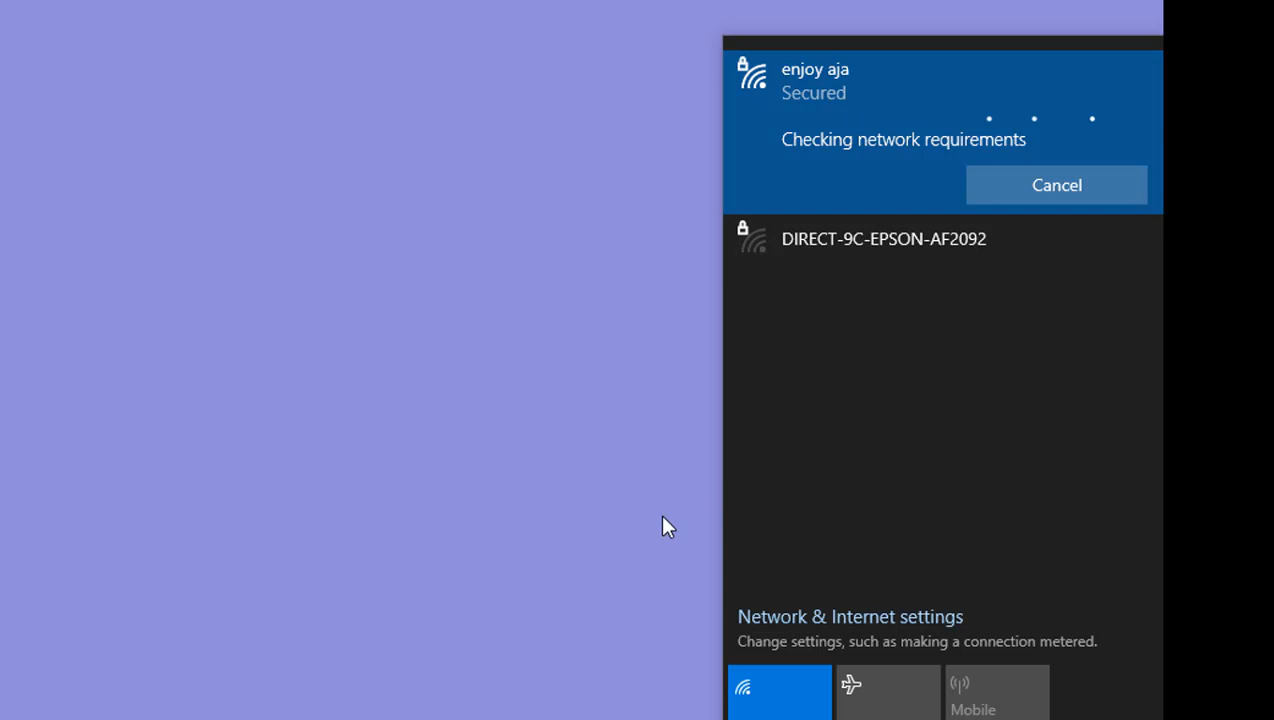 enjoy aja
Secured
Checking network requirements
Cancel
DIRECT-9C-EPSON-AF2092
Network & Internet settings
Change settings, such as making a connection metered.
Mobile